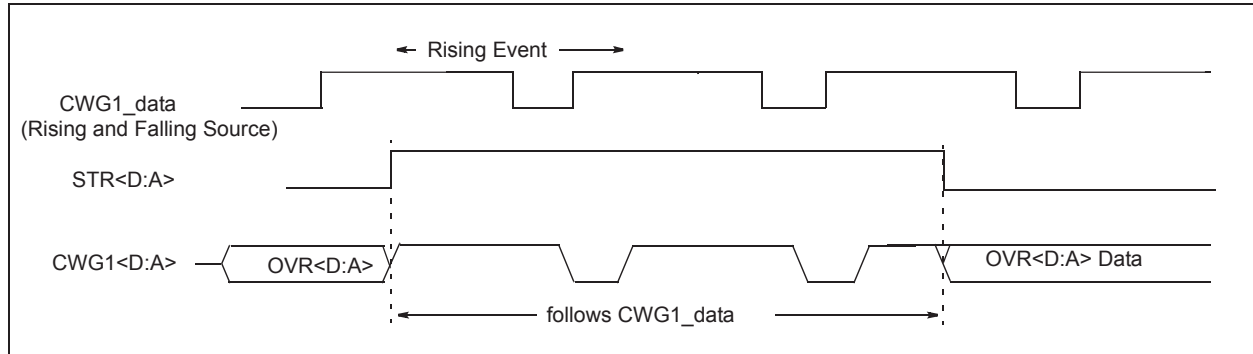 Rising Event
CWG1_data
(Rising and Falling Source)
STR<D:A>
CWG1<D:A>
OVR<D:A>
OVR<D:A> Data
follows CWG1_data